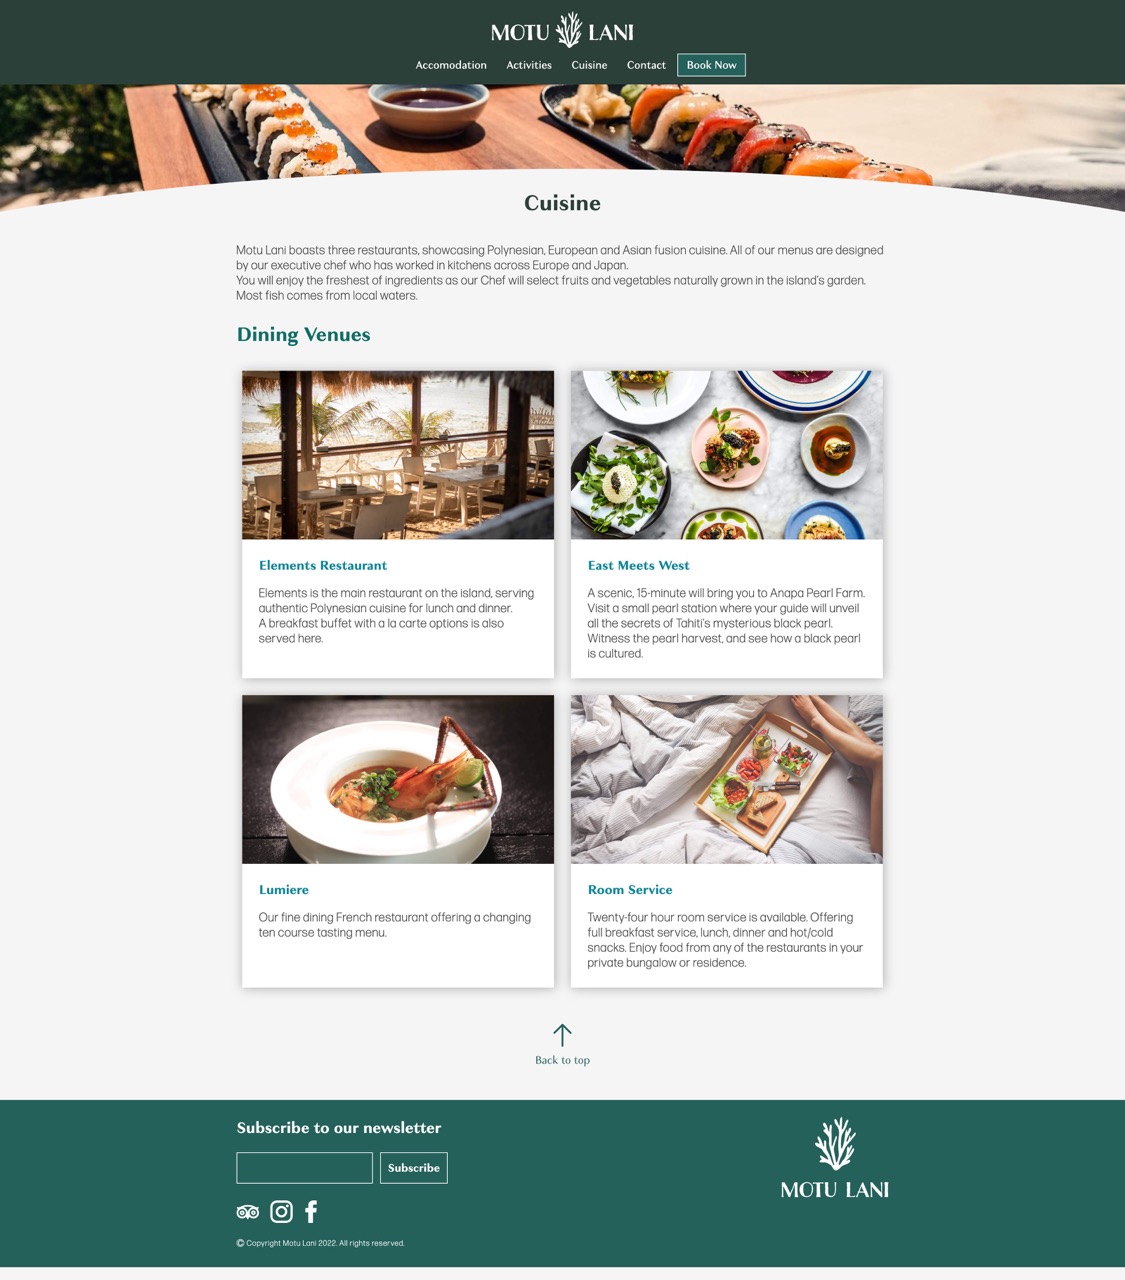 MOTU LANI
Accomodation Activities Cuisine Contact Book Now
Cuisine
Motu Lani boasts three restaurants, showcasing Polynesian, European and Asian fusion cuisine. All of our menus are designed
by our executive chef who has worked in kitchens across Europe and Japan.
You will enjoy the freshest of ingredients as our Chef will select fruits and vegetables naturally grown in the island's garden.
Most fish comes from local waters.
Dining Venues
Elements Restaurant
Elements is the main restaurant on the island, serving
authentic Polynesian cuisine for lunch and dinner.
A breakfast buffet with a la carte options is also
served here.
East Meets West
A scenic, 15-minute will bring you to Anapa Pearl Farm.
Visit a small pearl station where your guide will unveil
all the secrets of Tahiti's mysterious black pearl.
Witness the pearl harvest, and see how a black pearl
is cultured.
Lumiere
Our fine dining French restaurant offering a changing
ten course tasting menu.
Room Service
Twenty-four hour room service is available. Offering
full breakfast service, lunch, dinner and hot/cold
snacks. Enjoy food from any of the restaurants in your
private bungalow or residence.
Back to top
Subscribe to our newsletter
Subscribe
MOTU LANI
© Copyright Motu Lani 2022. All rights reserved.